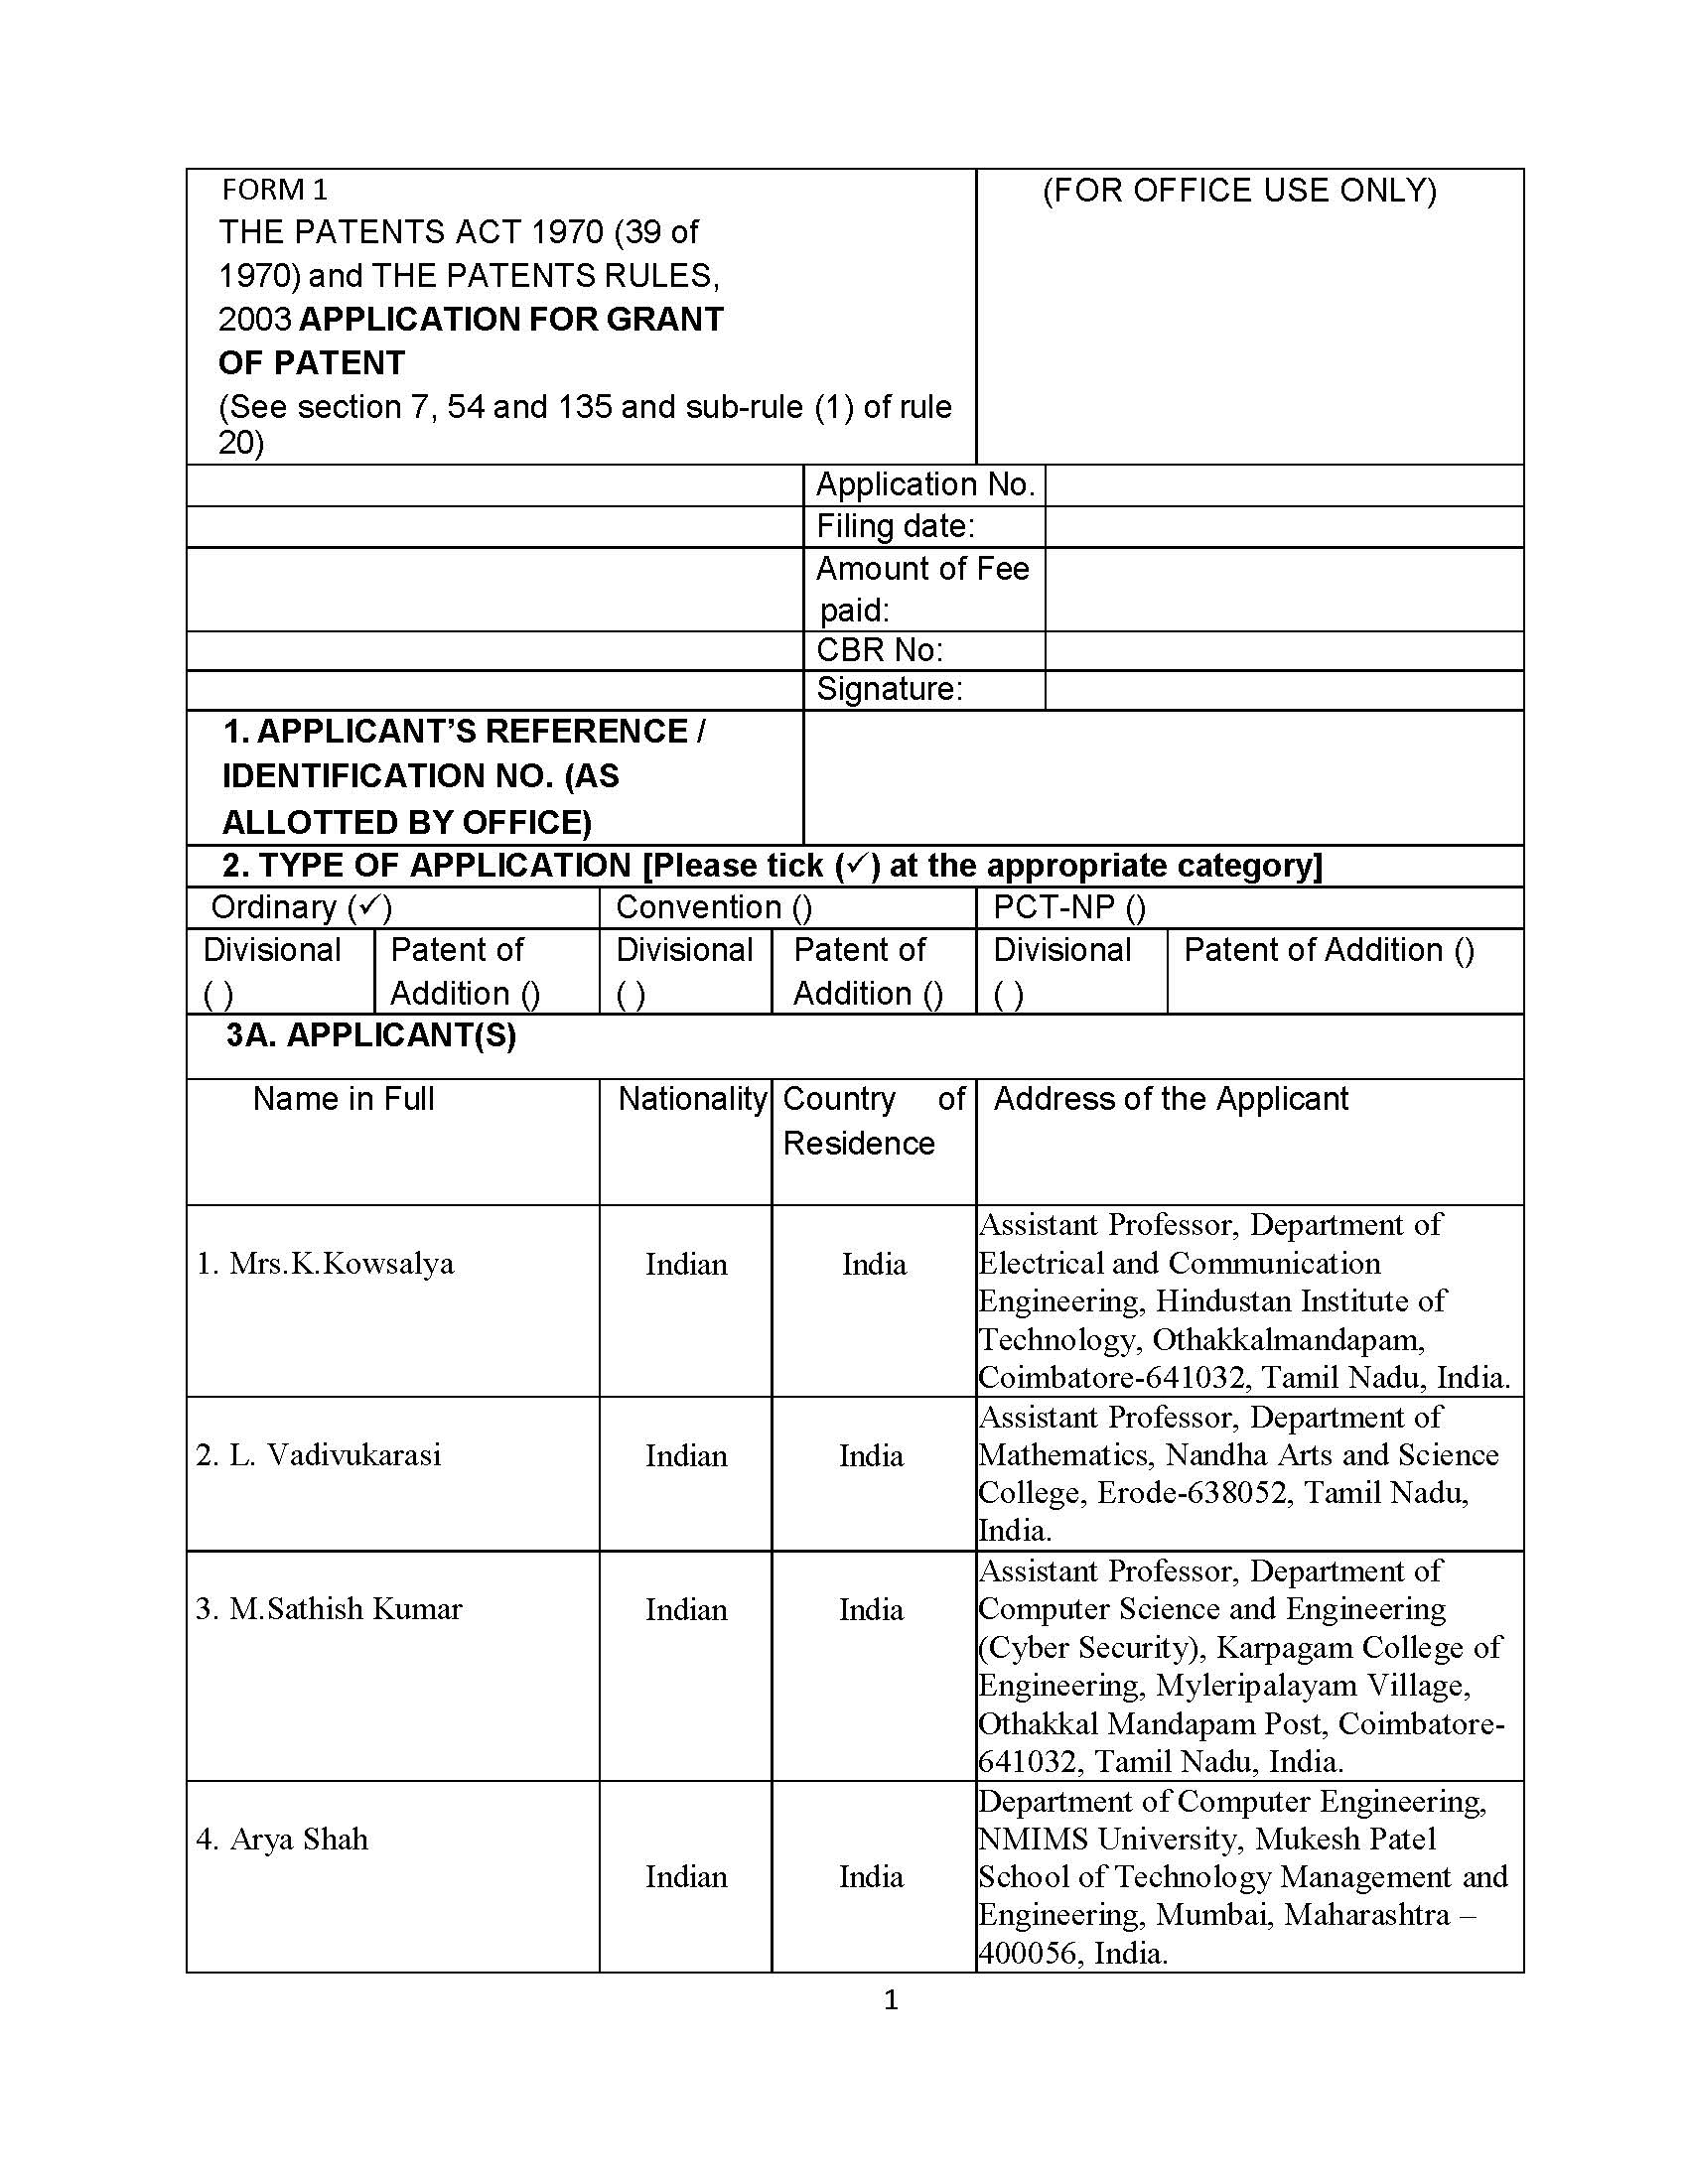 FORM 1
THE PATENTS ACT 1970 (39 of
1970) and THE PATENTS RULES,
2003 APPLICATION FOR GRANT
OF PATENT
(See section 7, 54 and 135 and sub-rule (1) of rule
20)
(FOR OFFICE USE ONLY)
Application No.
Filing date:
Amount of Fee
paid:
CBR No:
Signature:
1. APPLICANT’S REFERENCE /
IDENTIFICATION NO. (AS
ALLOTTED BY OFFICE)
2. TYPE OF APPLICATION [Please tick (✓) at the appropriate category]
Ordinary (✓)
Convention ()
PCT-NP ()
Divisional
( )
Patent of
Addition ()
Divisional
( )
Patent of
Addition ()
Divisional
( )
Patent of Addition ()
3A. APPLICANT(S)
Name in Full
Nationality
Country of
Residence
Address of the Applicant
1. Mrs.K.Kowsalya
Indian
India
Assistant Professor, Department of
Electrical and Communication
Engineering, Hindustan Institute of
Technology, Othakkalmandapam,
Coimbatore-641032, Tamil Nadu, India.
2. L. Vadivukarasi
Indian
India
Assistant Professor, Department of
Mathematics, Nandha Arts and Science
College, Erode-638052, Tamil Nadu,
India.
3. M.Sathish Kumar
Indian
India
Assistant Professor, Department of
Computer Science and Engineering
(Cyber Security), Karpagam College of
Engineering, Myleripalayam Village,
Othakkal Mandapam Post, Coimbatore-
641032, Tamil Nadu, India.
4. Arya Shah
Indian
India
Department of Computer Engineering,
NMIMS University, Mukesh Patel
School of Technology Management and
Engineering, Mumbai, Maharashtra –
400056, India.
1